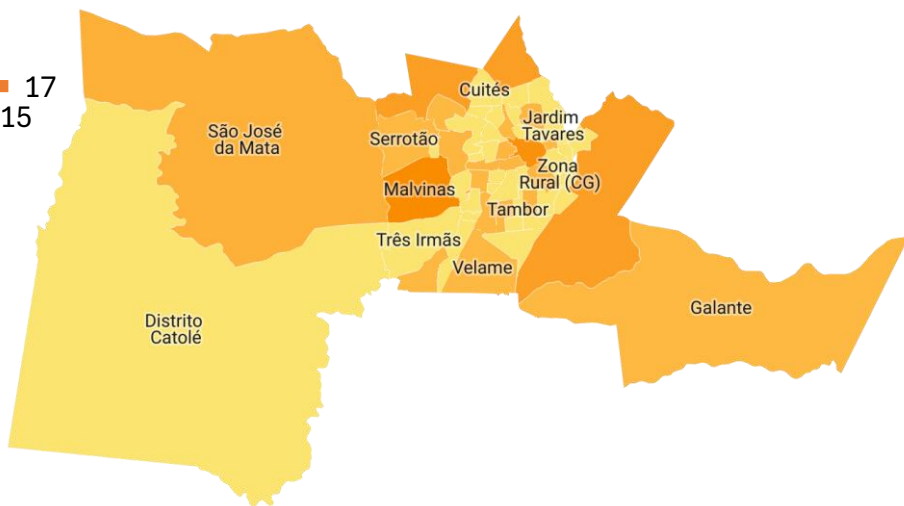 17
15
Cuités
Jardim
Tavares
São José
da Mata
Serrotão
Zona
Rural (CG)
Malvinas
Tambor
Três Irmãs
Velame
Galante
Distrito
Catolé